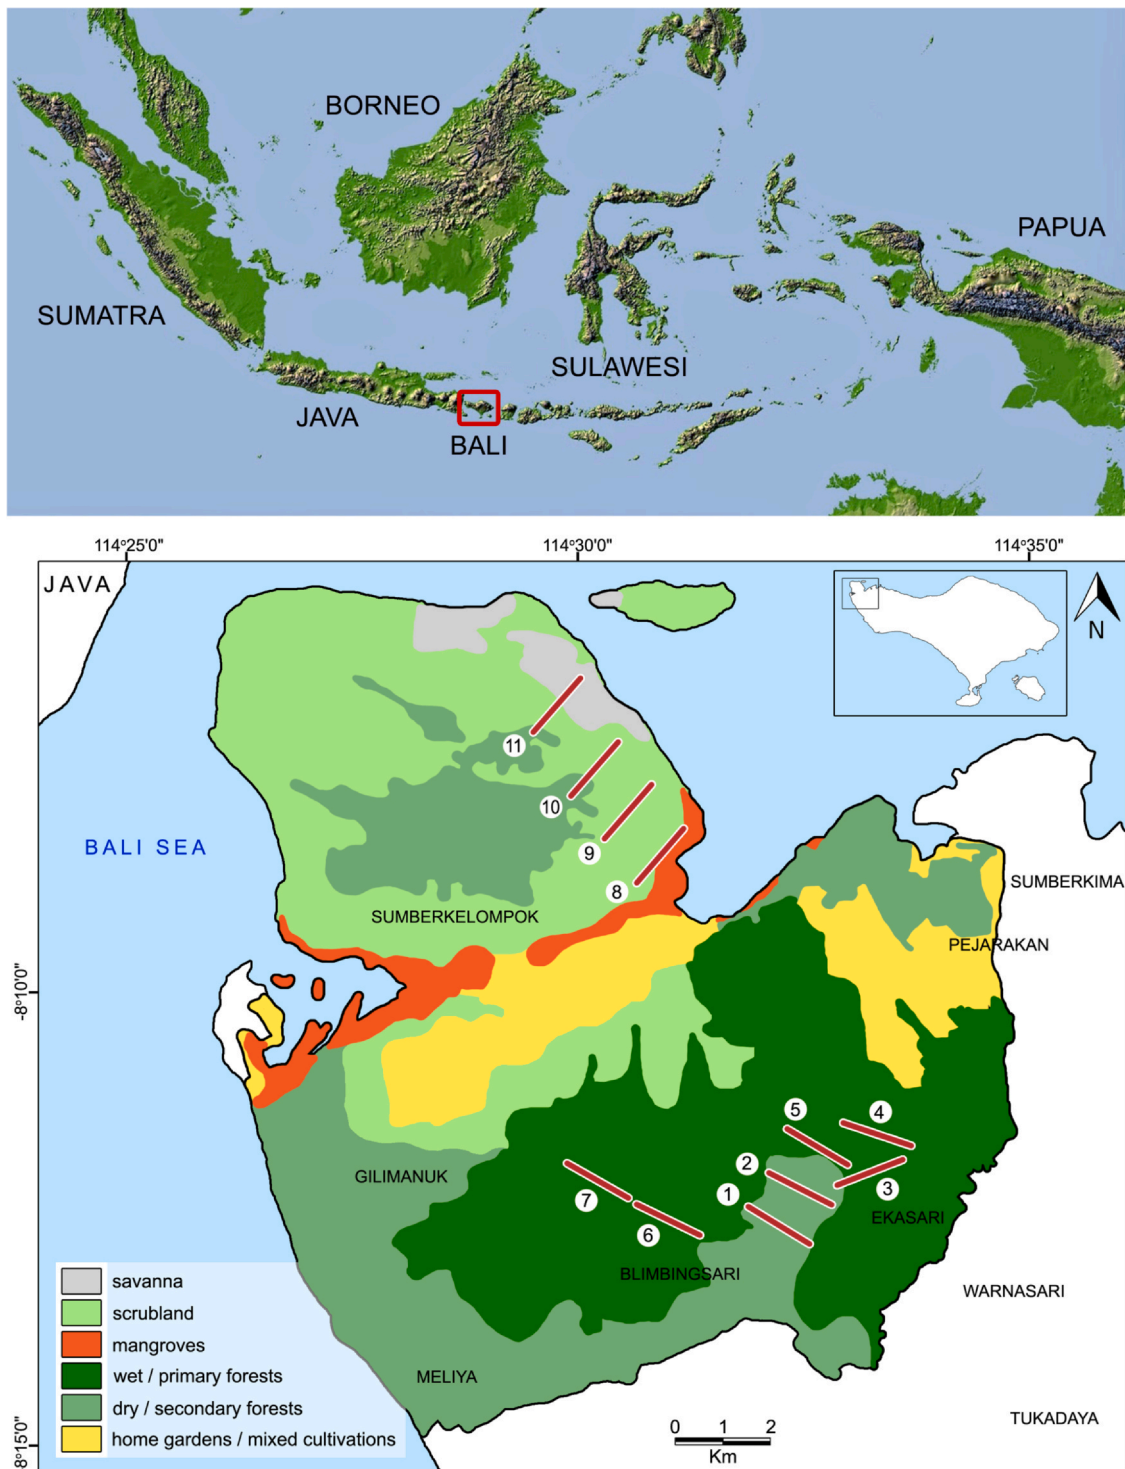 BORNEO
PAPUA
SUMATRA
SULAWESI
JAVA
BALI
114°25'0"
114°30'0"
114°35'0"
JAVA
N
11
10
BALI SEA
9
8
SUMBERKIMA
SUMBERKELOMPOK
PEJARAKAN
-8°10'0"
5
4
2
GILIMANUK
1
3
7
EKASARI
6
BLIMBINGSARI
WARNASARI
MELIYA
TUKADAYA
savanna
scrubland
mangroves
wet / primary forests
dry / secondary forests
home gardens / mixed cultivations
8°15'0"
0 1 2
Km